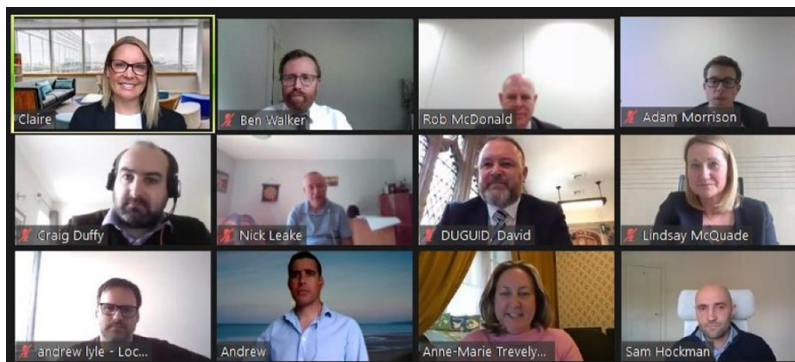 Claire
Ben Walker
Rob McDonald
Adam Morrison
Craig Duffy
Nick Leake
DUGUID, David
Lindsay McQuade
andrew lyle - Loc...
Andrew
Anne-Marie Trevely...
Sam Hockman